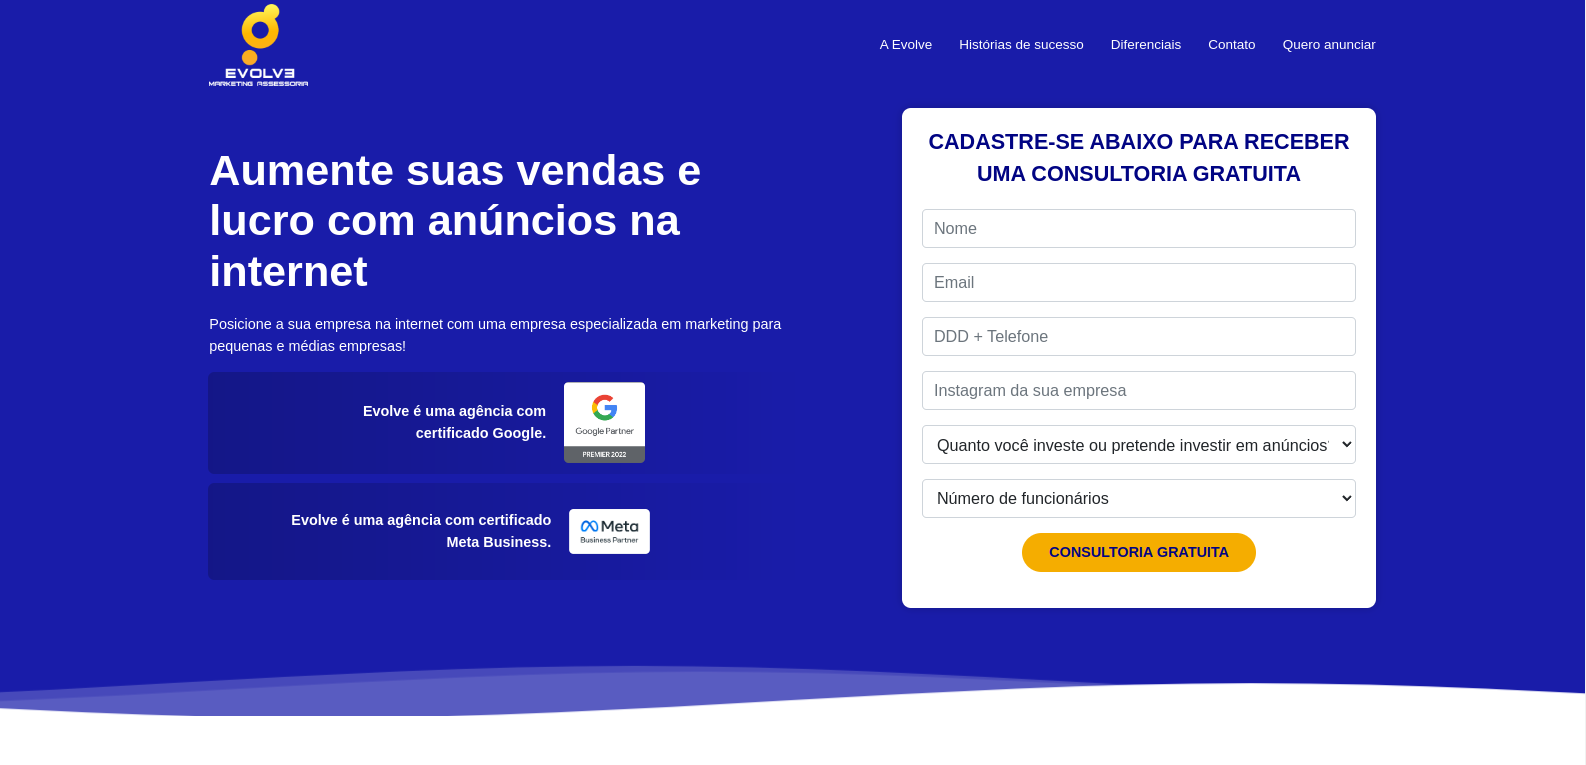 EVOLVE
MARKETING ASSESSORIA
A Evolve
Histórias de sucesso
Diferenciais
Contato
Quero anunciar
Aumente suas vendas e
lucro com anúncios na
internet
Posicione a sua empresa na internet com uma empresa especializada em marketing para
pequenas e médias empresas!
Evolve é uma agência com
certificado Google.
Google Partner
PREMIER 2022
Evolve é uma agência com certificado
Meta Business.
Meta
Business Partner
CADASTRE-SE ABAIXO PARA RECEBER
UMA CONSULTORIA GRATUITA
Nome
Email
DDD + Telefone
Instagram da sua empresa
Quanto você investe ou pretende investir em anúncios
Número de funcionários
CONSULTORIA GRATUITA